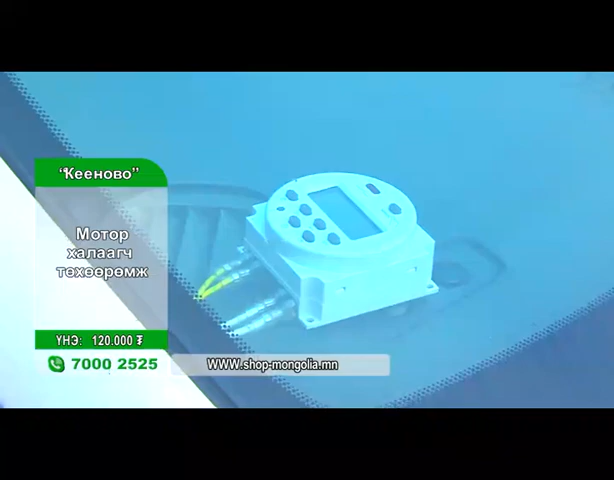 “Кееново”
Мотор
халаагч
төхөөрөмж
ҮНЭ: 120.000 ₮
7000 2525
WWW.shop-mongolia.mn